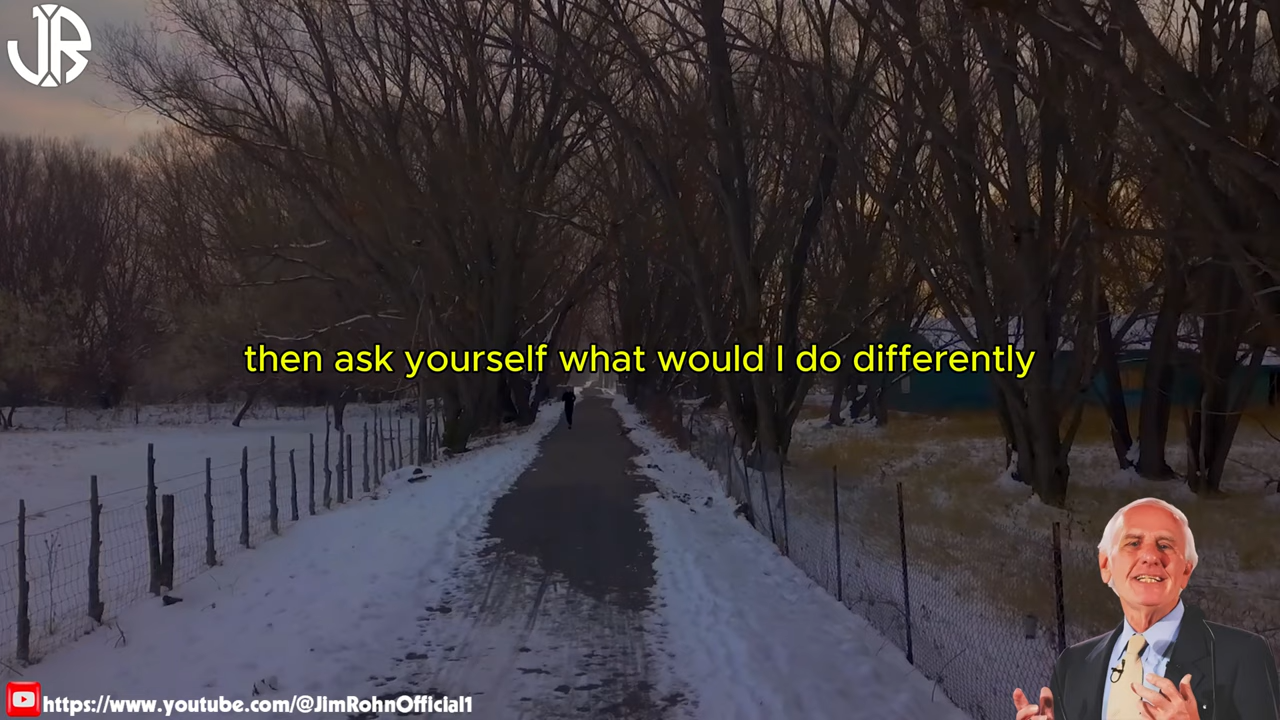 JR
then ask yourself what would I do differently
https://www.youtube.com/@JimRohnOfficial1